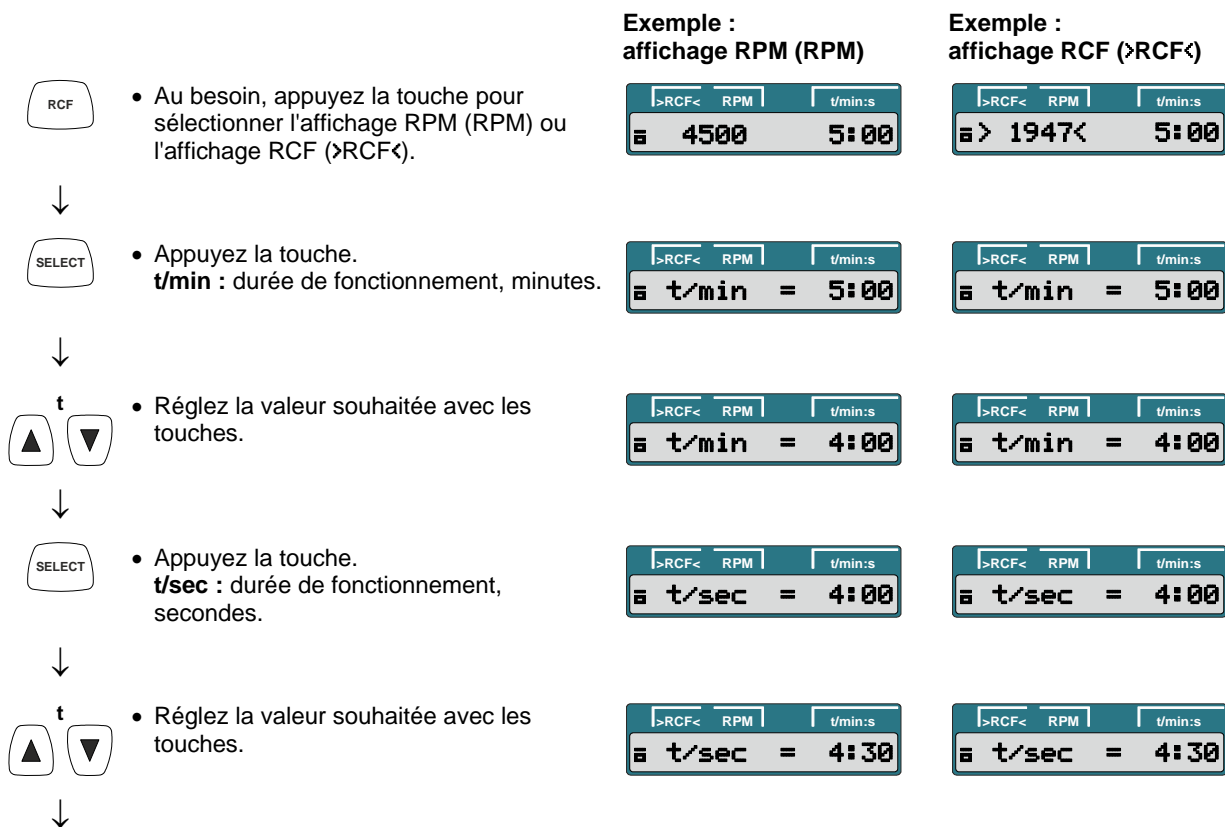 Exemple :
affichage RPM (RPM)
Exemple :
affichage RCF (>RCF<)
RCF
• Au besoin, appuyez la touche pour
sélectionner l'affichage RPM (RPM) ou
l'affichage RCF (>RCF<).
>RCF< RPM t/min:s
4500 5:00
>RCF< RPM t/min:s
> 1947< 5:00
↓
SELECT
• Appuyez la touche.
t/min : durée de fonctionnement, minutes.
>RCF< RPM t/min:s
t/min = 5:00
>RCF< RPM t/min:s
t/min = 5:00
↓
t
▲ ▼
• Réglez la valeur souhaitée avec les
touches.
>RCF< RPM t/min:s
t/min = 4:00
>RCF< RPM t/min:s
t/min = 4:00
↓
SELECT
• Appuyez la touche.
t/sec : durée de fonctionnement,
secondes.
>RCF< RPM t/min:s
t/sec = 4:00
>RCF< RPM t/min:s
t/sec = 4:00
↓
t
▲ ▼
• Réglez la valeur souhaitée avec les
touches.
>RCF< RPM t/min:s
t/sec = 4:30
>RCF< RPM t/min:s
t/sec = 4:30
↓